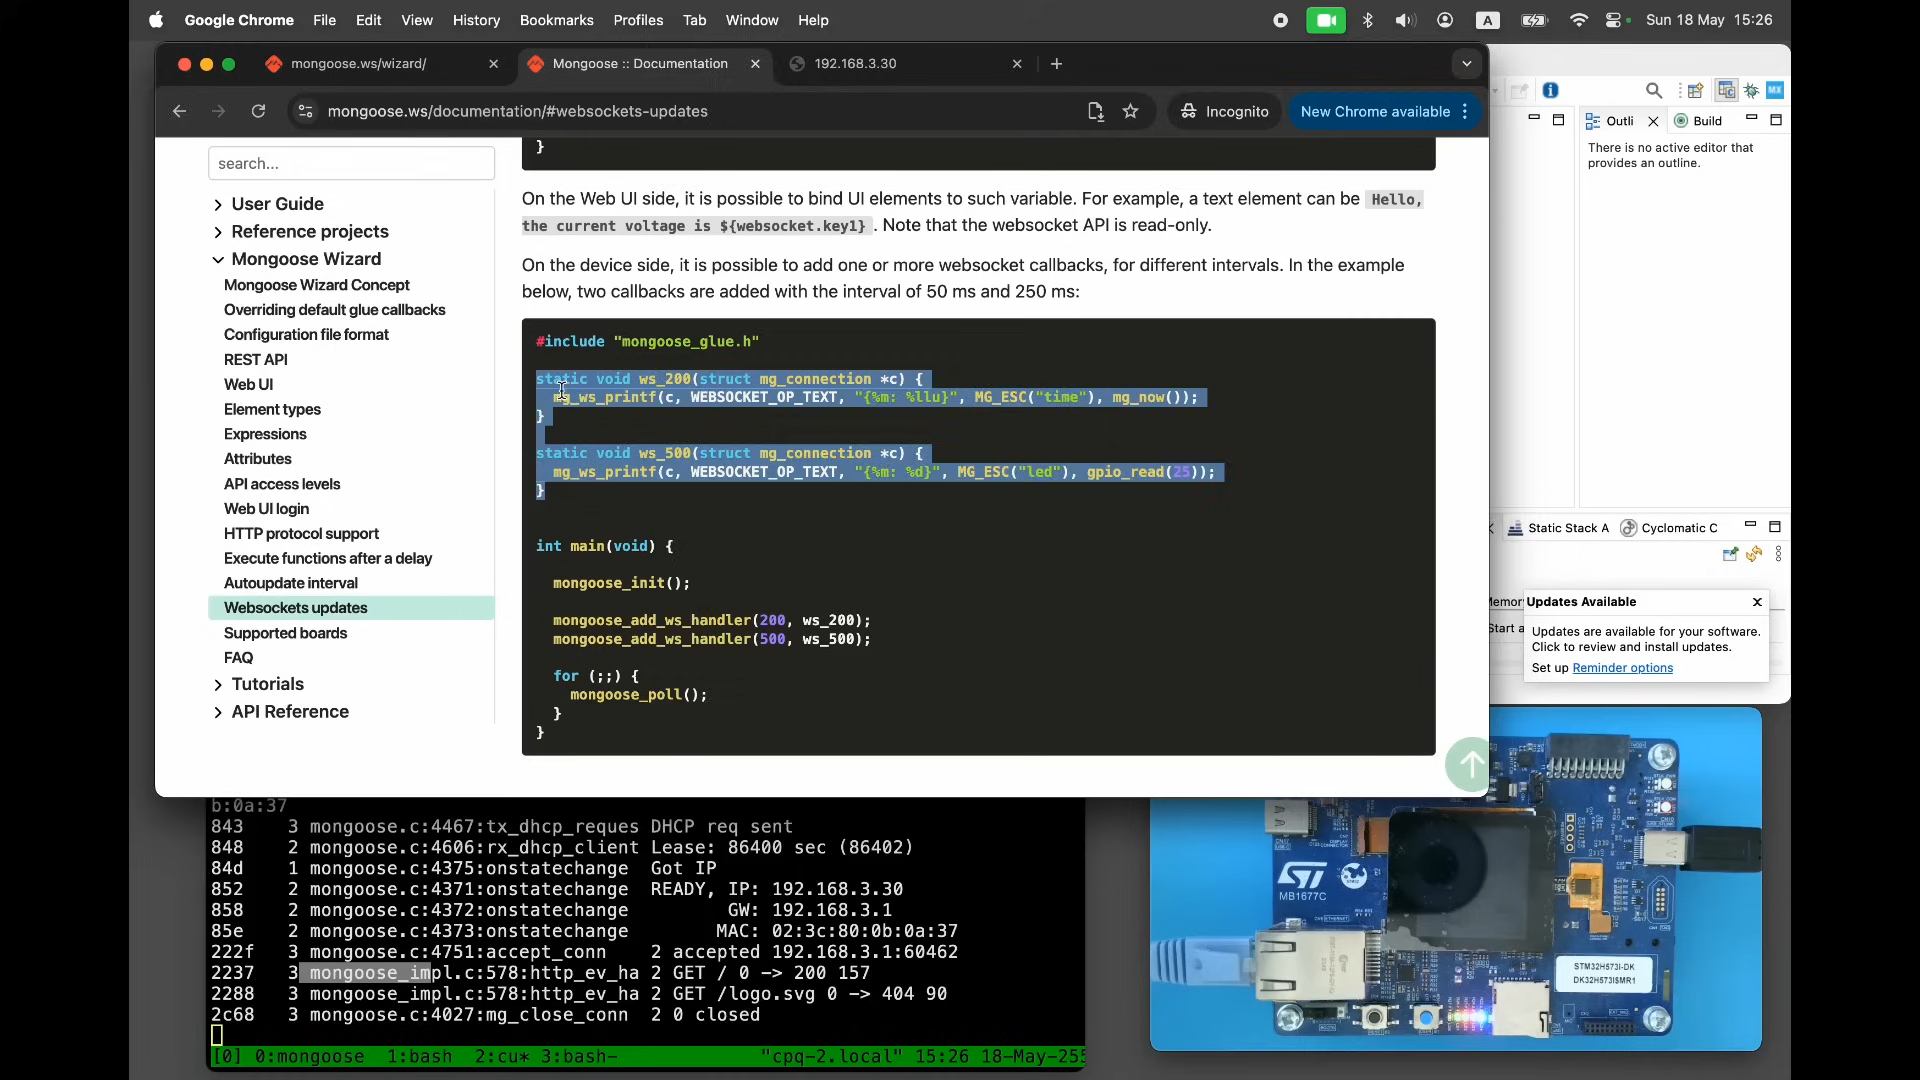 Google Chrome File Edit View History Bookmarks Profiles Tab Window Help
A Sun 18 May 15:26
mongoose.ws/wizard/
Mongoose :: Documentation
192.168.3.30
mongoose.ws/documentation/#websockets-updates
Incognito
New Chrome available
search...
User Guide
Reference projects
Mongoose Wizard
Mongoose Wizard Concept
Overriding default glue callbacks
Configuration file format
REST API
Web UI
Element types
Expressions
Attributes
API access levels
Web UI login
HTTP protocol support
Execute functions after a delay
Autoupdate interval
Websockets updates
Supported boards
FAQ
Tutorials
API Reference
}
On the Web UI side, it is possible to bind UI elements to such variable. For example, a text element can be Hello,
the current voltage is ${websocket.key1} . Note that the websocket API is read-only.
On the device side, it is possible to add one or more websocket callbacks, for different intervals. In the example
below, two callbacks are added with the interval of 50 ms and 250 ms:
#include "mongoose_glue.h"
static void ws_200(struct mg_connection *c) {
mg_ws_printf(c, WEBSOCKET_OP_TEXT, "{%m: %llu}", MG_ESC("time"), mg_now());
}
static void ws_500(struct mg_connection *c) {
mg_ws_printf(c, WEBSOCKET_OP_TEXT, "{%m: %d}", MG_ESC("led"), gpio_read(25));
}
int main(void) {
mongoose_init();
mongoose_add_ws_handler(200, ws_200);
mongoose_add_ws_handler(500, ws_500);
for (;;) {
mongoose_poll();
}
}
MX
Outli
Build
There is no active editor that
provides an outline.
Static Stack A
Cyclomatic C
Memor
Start a
Updates Available
Updates are available for your software.
Click to review and install updates.
Set up Reminder options
b:0a:37
843 3 mongoose.c:4467:tx_dhcp_reques DHCP req sent
848 2 mongoose.c:4606:rx_dhcp_client Lease: 86400 sec (86402)
84d 1 mongoose.c:4375:onstatechange Got IP
852 2 mongoose.c:4371:onstatechange READY, IP: 192.168.3.30
858 2 mongoose.c:4372:onstatechange GW: 192.168.3.1
85e 2 mongoose.c:4373:onstatechange MAC: 02:3c:80:0b:0a:37
222f 3 mongoose.c:4751:accept_conn 2 accepted 192.168.3.1:60462
2237 3 mongoose_impl.c:578:http_ev_ha 2 GET / 0 -> 200 157
2288 3 mongoose_impl.c:578:http_ev_ha 2 GET /logo.svg 0 -> 404 90
2c68 3 mongoose.c:4027:mg_close_conn 2 0 closed
[0] 0:mongoose 1:bash 2:cu* 3:bash- "cpq-2.local" 15:26 18-May-255
ST
MB1677C
STM32H573I-DK
DK32H573I$MR1